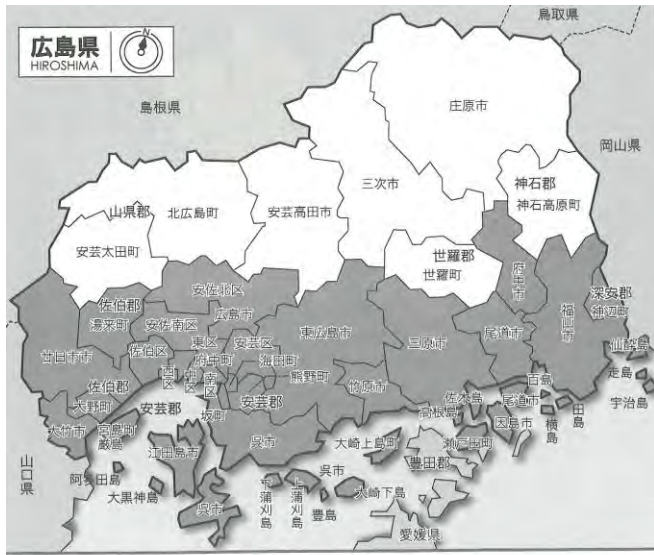 広島県
HIROSHIMA
N
鳥取県
島根県
岡山県
庄原市
三次市
神石郡
神石高原町
山県郡
北広島町
安芸高田市
安芸太田町
世羅郡
世羅町
府中市
福山市
深安郡
神辺町
安佐北区
広島市
佐伯郡
湯来町
安佐南区
東区
安芸区
東広島市
三原市
尾道市
廿日市市
佐伯区
府中町
海田町
西区
中区
南区
熊野町
竹原市
佐伯郡
大野町
安芸郡
安芸郡
坂町
大竹市
宮島町
厳島
江田島市
呉市
呉市
呉市
大崎上島町
豊田郡
瀬戸田町
高根島
佐木島
尾道市
因島市
百島
横島
田島
仙酔島
走島
宇治島
山口県
阿多田島
大黒神島
下蒲刈島
上蒲刈島
豊島
大崎下島
愛媛県